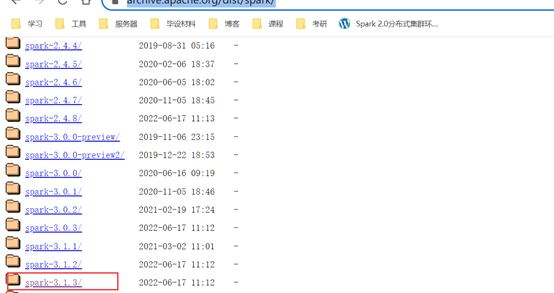 archive.apache.org/dist/spark/
学习 工具 服务器 毕设材料 博客 课程 考研 Spark 2.0分布式集群环...
spark-2.4.4/ 2019-08-31 05:16 -
spark-2.4.5/ 2020-02-06 18:37 -
spark-2.4.6/ 2020-06-05 18:02 -
spark-2.4.7/ 2020-11-05 18:45 -
spark-2.4.8/ 2022-06-17 11:13 -
spark-3.0.0-preview/ 2019-11-06 23:15 -
spark-3.0.0-preview2/ 2019-12-22 18:53 -
spark-3.0.0/ 2020-06-16 09:19 -
spark-3.0.1/ 2020-11-05 18:46 -
spark-3.0.2/ 2021-02-19 17:24 -
spark-3.0.3/ 2022-06-17 11:12 -
spark-3.1.1/ 2021-03-02 11:01 -
spark-3.1.2/ 2022-06-17 11:12 -
spark-3.1.3/ 2022-06-17 11:12 -